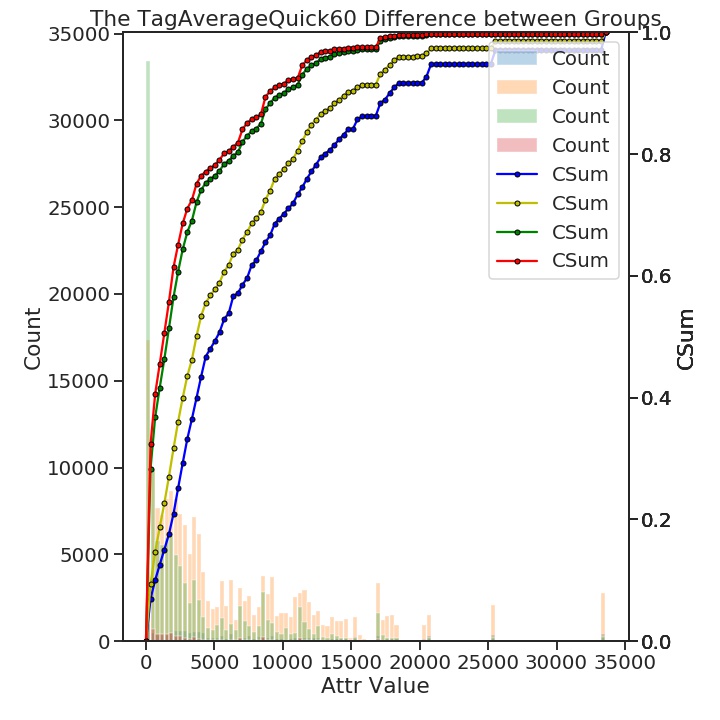 The TagAverageQuick60 Difference between Groups
35000
30000
25000
20000
15000
10000
5000
0
Count
1.0
0.8
0.6
0.4
0.2
0.0
CSum
Count
Count
Count
Count
CSum
CSum
CSum
CSum
0 5000 10000 15000 20000 25000 30000 35000
Attr Value